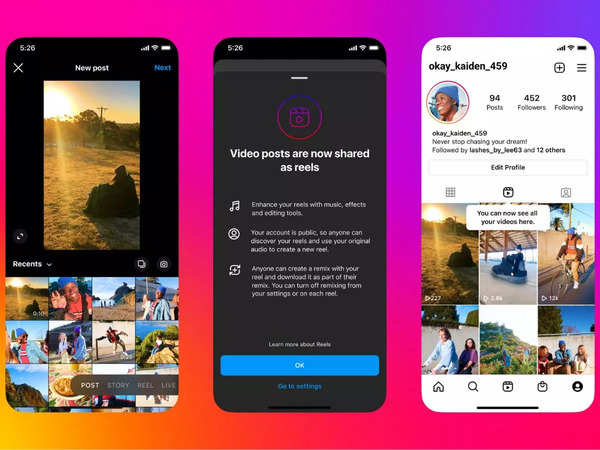 5:26
New post
Next
0:10
Recents
POST STORY REEL LIVE
5:26
Video posts are now shared
as reels
Enhance your reels with music, effects
and editing tools.
Your account is public, so anyone can
discover your reels and use your original
audio to create a new reel.
Anyone can create a remix with your
reel and download it as part of their
remix. You can turn off remixing from
your settings or on each reel.
Learn more about Reels
OK
Go to settings
5:26
okay_kaiden_459
94
452
301
Posts
Followers
Following
okay_kaiden_459
Never stop chasing your dream!
Followed by lashes_by_lee63 and 12 others
Edit Profile
You can now see all
your videos here.
227
2.8k
12k